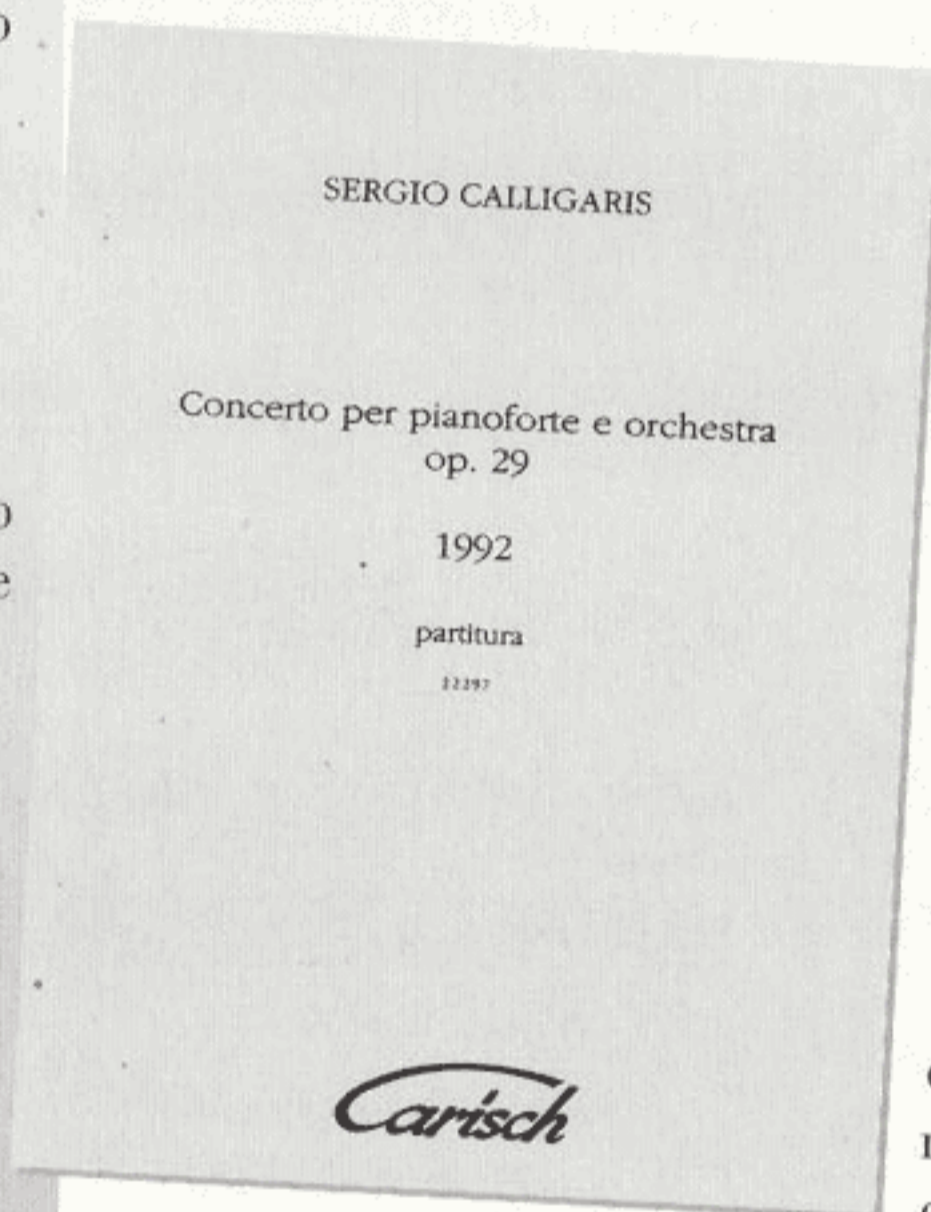 SERGIO CALLIGARIS
Concerto per pianoforte e orchestra
op. 29
1992
partitura
Carisch